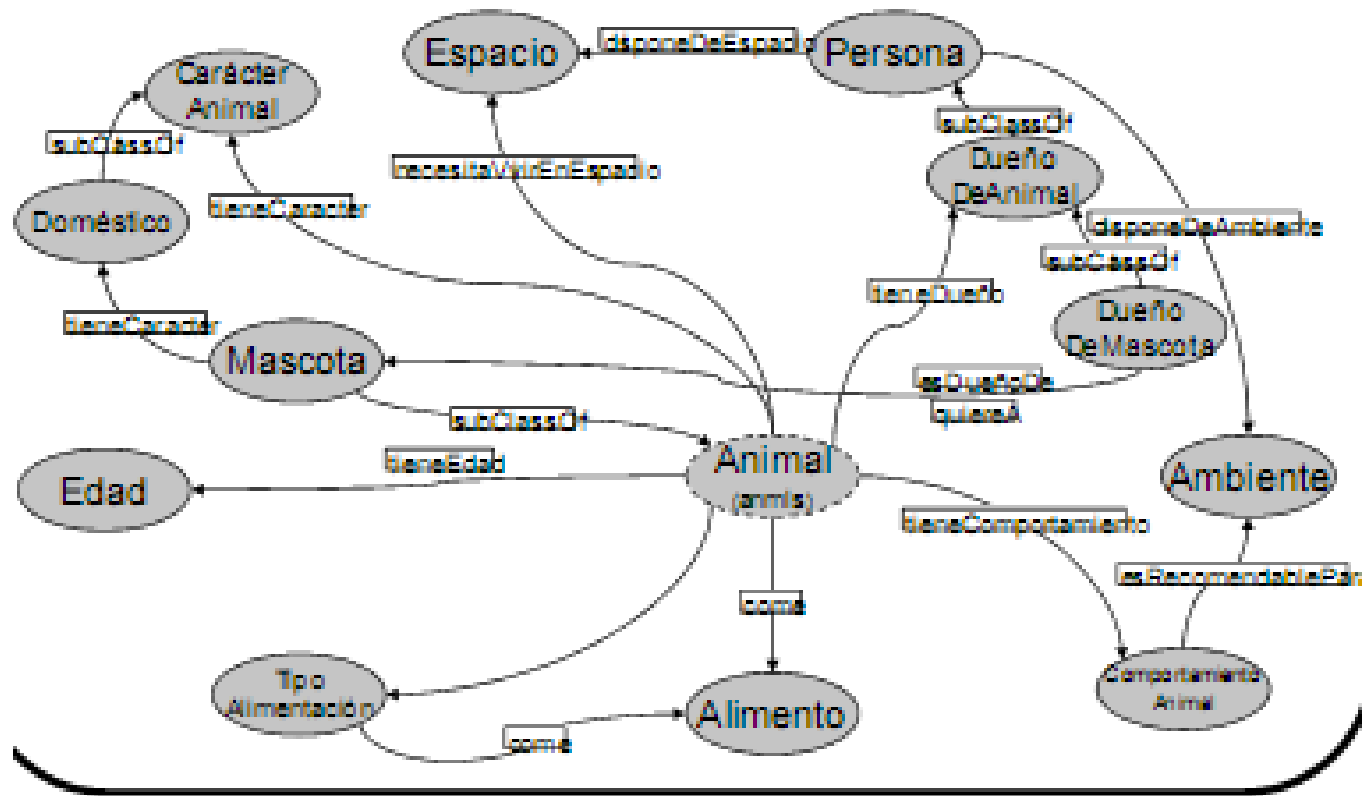 Espacio
disponeDeEspacio
Persona
Carácter
Animal
subClassOf
subClassOf
necesitaVivirEnEspacio
Dueño
DeAnimal
Doméstico
tieneCaracter
disponeDeAmbiente
subClassOf
tieneDueño
tieneCaracter
Dueño
DeMascota
Mascota
esDueñoDe
quiereA
subClassOf
Animal
(anmls)
tieneEdad
Edad
Ambiente
tieneComportamiento
esRecomendablePara
come
Tipo
Alimentación
Comportamiento
Animal
Alimento
come